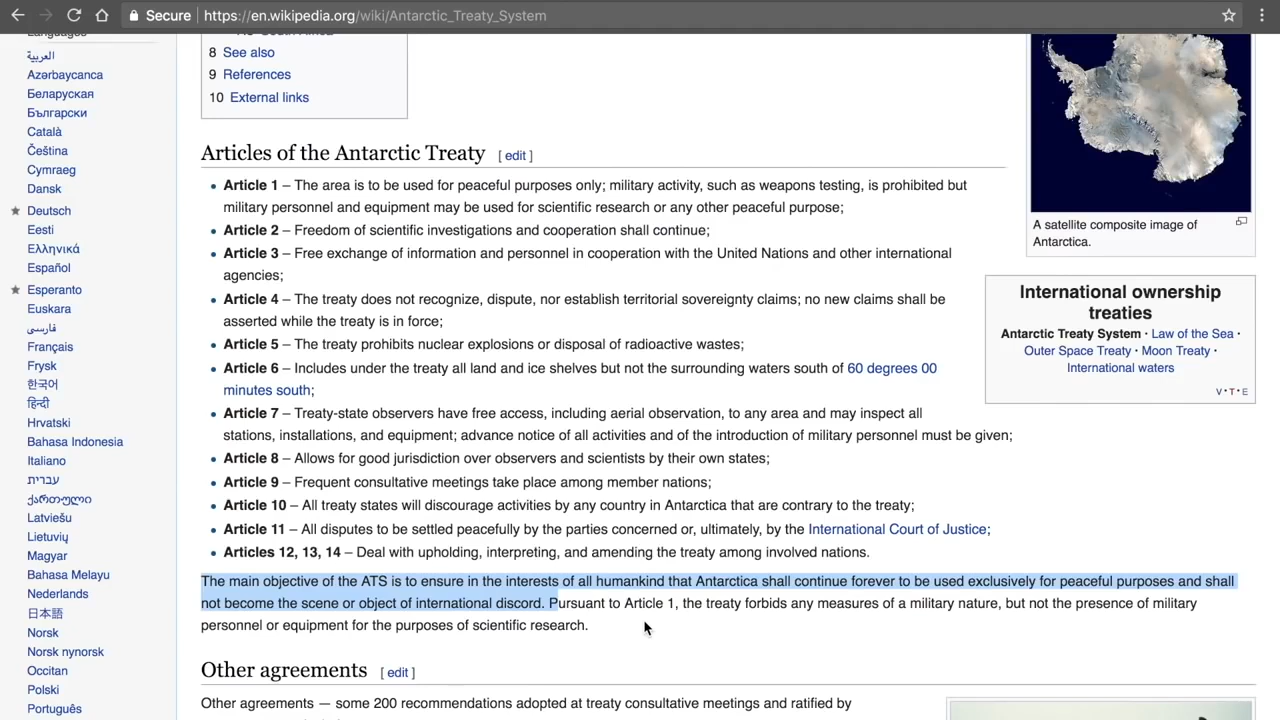 Secure https://en.wikipedia.org/wiki/Antarctic_Treaty_System
Languages
العربية
Azərbaycanca
Беларуская
Български
Català
Čeština
Cymraeg
Dansk
Deutsch
Eesti
Ελληνικά
Español
Esperanto
Euskara
فارسی
Français
Frysk
한국어
हिन्दी
Hrvatski
Bahasa Indonesia
Italiano
עברית
ქართული
Latviešu
Lietuvių
Magyar
Bahasa Melayu
Nederlands
日本語
Norsk
Norsk nynorsk
Occitan
Polski
Português
8 See also
9 References
10 External links
Articles of the Antarctic Treaty [ edit ]
• Article 1 – The area is to be used for peaceful purposes only; military activity, such as weapons testing, is prohibited but
military personnel and equipment may be used for scientific research or any other peaceful purpose;
• Article 2 – Freedom of scientific investigations and cooperation shall continue;
• Article 3 – Free exchange of information and personnel in cooperation with the United Nations and other international
agencies;
• Article 4 – The treaty does not recognize, dispute, nor establish territorial sovereignty claims; no new claims shall be
asserted while the treaty is in force;
• Article 5 – The treaty prohibits nuclear explosions or disposal of radioactive wastes;
• Article 6 – Includes under the treaty all land and ice shelves but not the surrounding waters south of 60 degrees 00
minutes south;
• Article 7 – Treaty-state observers have free access, including aerial observation, to any area and may inspect all
stations, installations, and equipment; advance notice of all activities and of the introduction of military personnel must be given;
• Article 8 – Allows for good jurisdiction over observers and scientists by their own states;
• Article 9 – Frequent consultative meetings take place among member nations;
• Article 10 – All treaty states will discourage activities by any country in Antarctica that are contrary to the treaty;
• Article 11 – All disputes to be settled peacefully by the parties concerned or, ultimately, by the International Court of Justice;
• Articles 12, 13, 14 – Deal with upholding, interpreting, and amending the treaty among involved nations.
The main objective of the ATS is to ensure in the interests of all humankind that Antarctica shall continue forever to be used exclusively for peaceful purposes and shall
not become the scene or object of international discord. Pursuant to Article 1, the treaty forbids any measures of a military nature, but not the presence of military
personnel or equipment for the purposes of scientific research.
Other agreements [ edit ]
Other agreements — some 200 recommendations adopted at treaty consultative meetings and ratified by
A satellite composite image of
Antarctica.
International ownership
treaties
Antarctic Treaty System · Law of the Sea ·
Outer Space Treaty · Moon Treaty ·
International waters
V · T · E